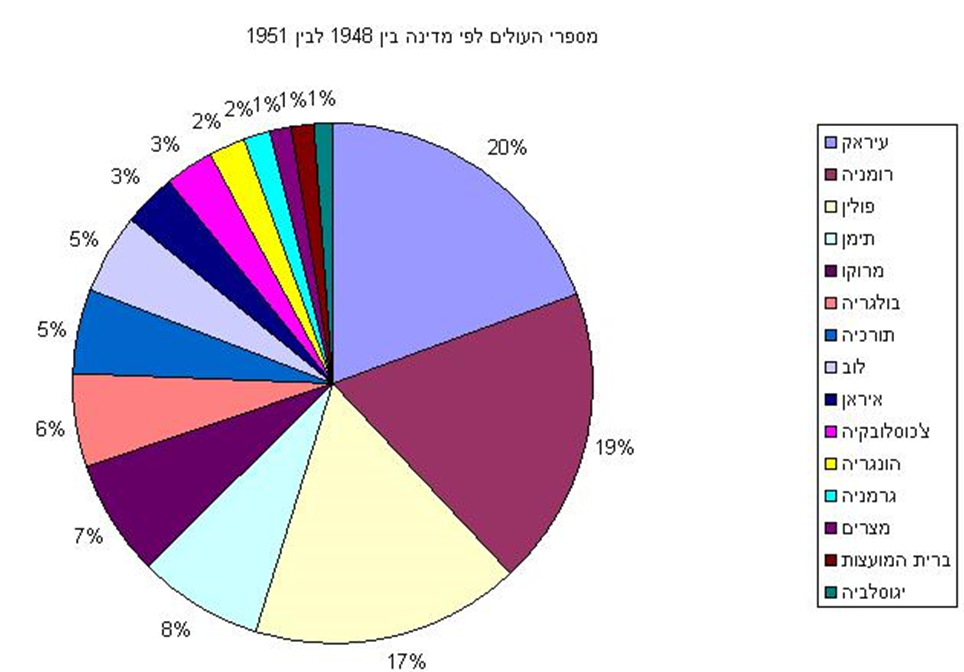 מספרי העולים לפי מדינה בין 1948 לבין 1951
20%
19%
17%
8%
7%
6%
5%
5%
3%
3%
2%
2%
1%
1%
1%
עיראק
רומניה
פולין
תימן
מרוקו
בולגריה
תורכיה
לוב
איראן
צ'כוסלובקיה
הונגריה
גרמניה
מצרים
ברית המועצות
יגוסלביה